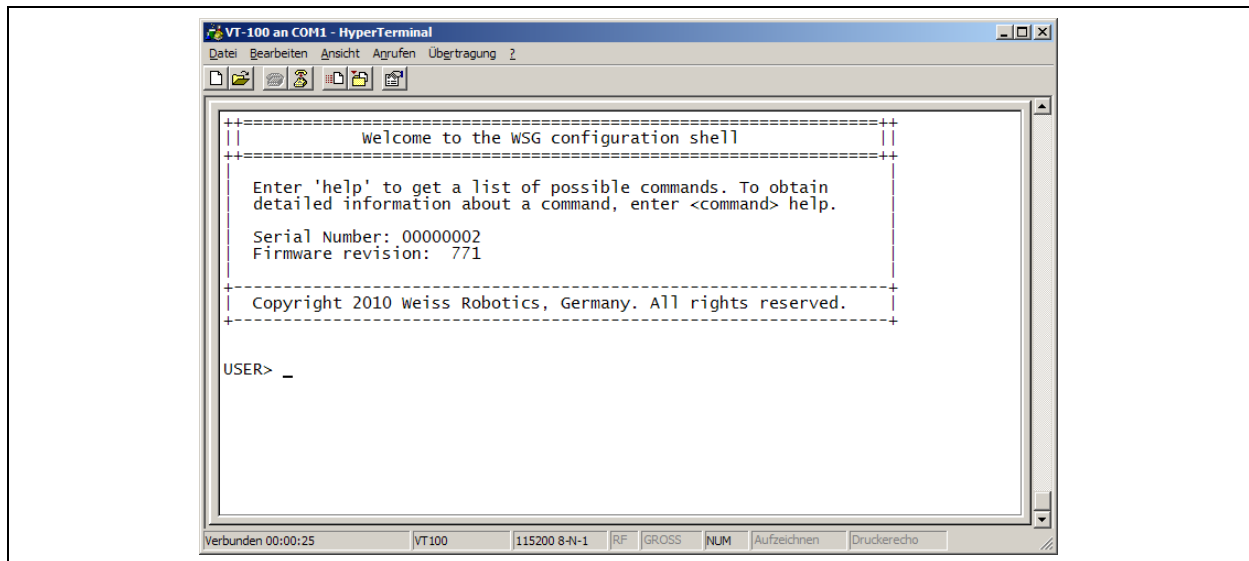 VT-100 an COM1 - HyperTerminal
Datei Bearbeiten Ansicht Anrufen Übertragung ?
++================================================================++
|| Welcome to the WSG configuration shell ||
++================================================================++
| Enter 'help' to get a list of possible commands. To obtain |
| detailed information about a command, enter <command> help. |
| Serial Number: 00000002 |
| Firmware revision: 771 |
+------------------------------------------------------------------+
| Copyright 2010 Weiss Robotics, Germany. All rights reserved. |
+------------------------------------------------------------------+
USER> _
Verbunden 00:00:25 VT100 115200 8-N-1 RF GROSS NUM Aufzeichnen Druckerecho